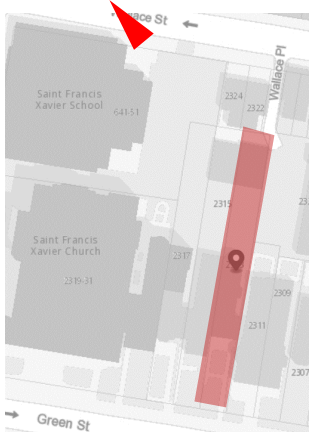 ace St
Wallace Pl
2324
2322
Saint Francis
Xavier School
641-51
2315
2317
Saint Francis
Xavier Church
2319-31
2309
2311
2307
Green St